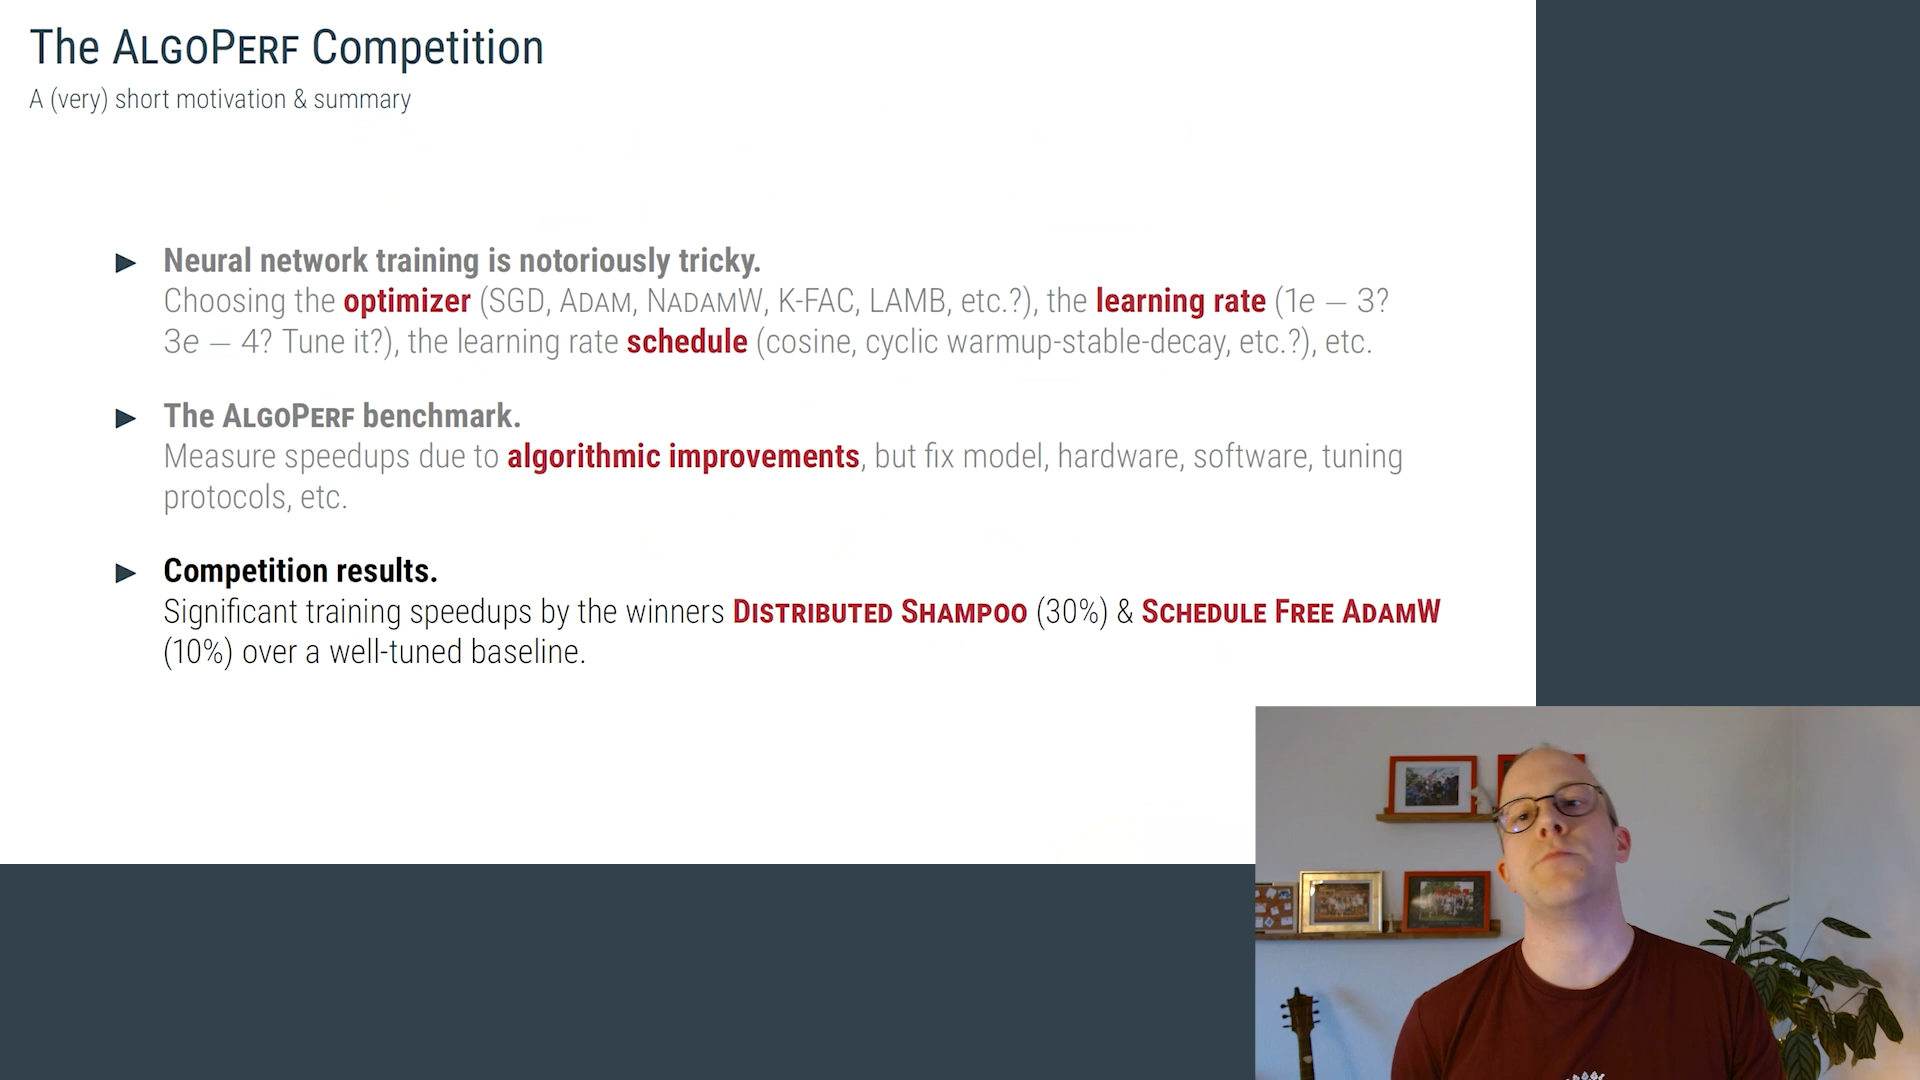 The ALGOPERF Competition
A (very) short motivation & summary
► Neural network training is notoriously tricky.
Choosing the optimizer (SGD, ADAM, NADAMW, K-FAC, LAMB, etc.?), the learning rate (1e − 3?
3e − 4? Tune it?), the learning rate schedule (cosine, cyclic warmup-stable-decay, etc.?), etc.
► The ALGOPERF benchmark.
Measure speedups due to algorithmic improvements, but fix model, hardware, software, tuning
protocols, etc.
► Competition results.
Significant training speedups by the winners DISTRIBUTED SHAMPOO (30%) & SCHEDULE FREE ADAMW
(10%) over a well-tuned baseline.